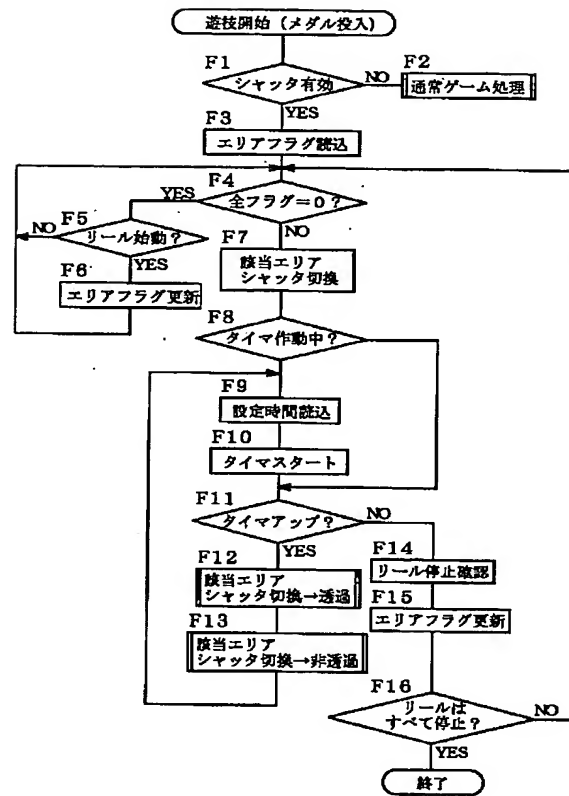 遊技開始（メダル投入）
F1
シャッタ有効
NO
F2
通常ゲーム処理
YES
F3
エリアフラグ読込
F4
YES
全フラグ＝0？
NO
F5
NO
リール始動？
YES
F6
エリアフラグ更新
F7
該当エリア
シャッタ切換
F8
タイマ作動中？
F9
設定時間読込
F10
タイマスタート
F11
タイマアップ？
NO
YES
F12
該当エリア
シャッタ切換→透過
F13
該当エリア
シャッタ切換→非透過
F14
リール停止確認
F15
エリアフラグ更新
F16
リールは
すべて停止？
NO
YES
終了